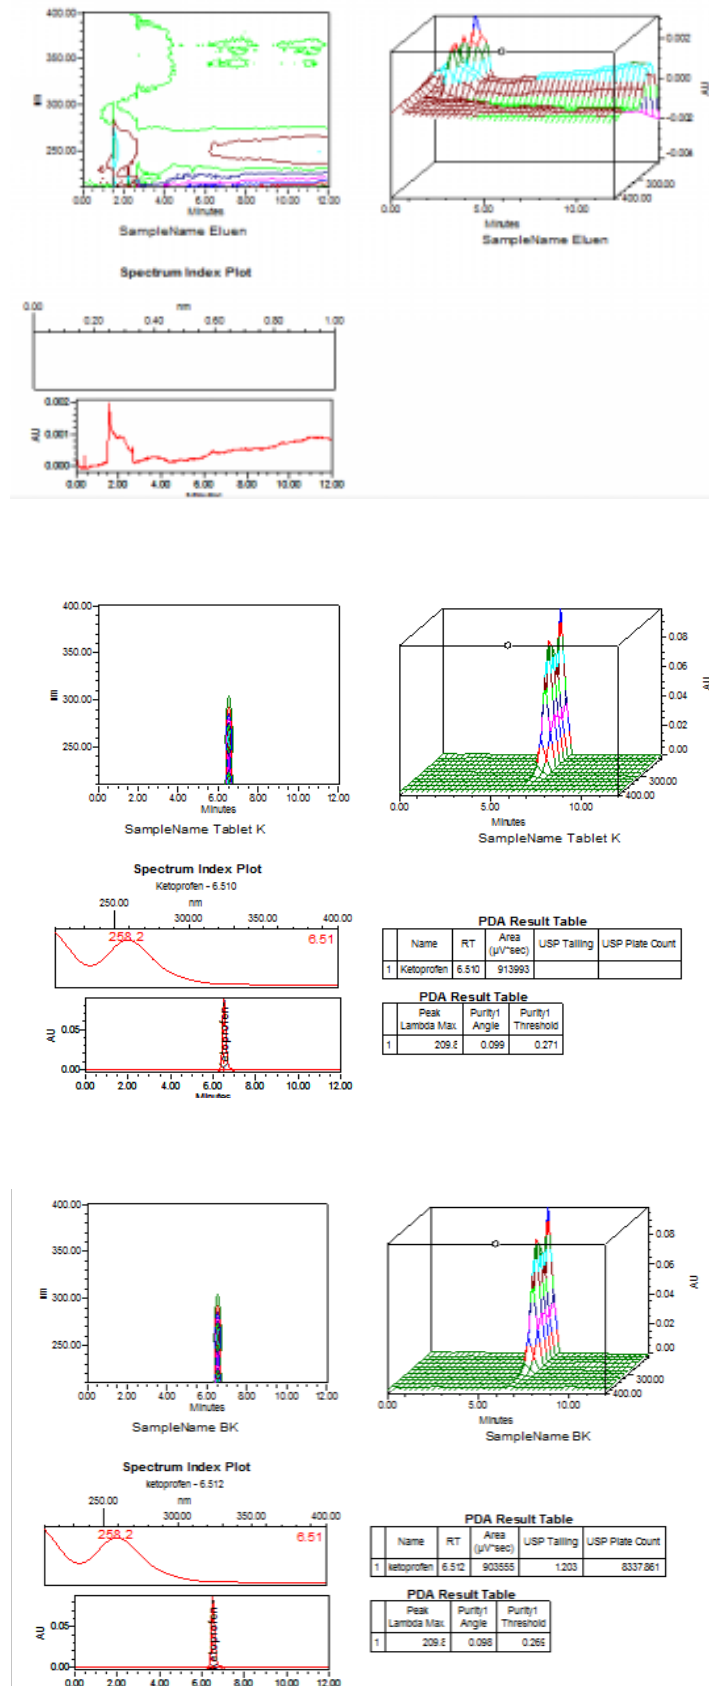 400.00
350.00
300.00
250.00
nm
0.00 2.00 4.00 6.00 8.00 10.00 12.00
Minutes
SampleName Eluen
0.002
0.000
-0.002
-0.004
AU
300.00
400.00
0.00 5.00 10.00
Minutes
SampleName Eluen
Spectrum Index Plot
nm
0.00 0.20 0.40 0.60 0.80 1.00
0.002
0.001
0.000
AU
0.00 2.00 4.00 6.00 8.00 10.00 12.00
Minutes
400.00
350.00
300.00
250.00
nm
0.00 2.00 4.00 6.00 8.00 10.00 12.00
Minutes
SampleName Tablet K
0.08
0.06
0.04
0.02
0.00
AU
300.00
400.00
0.00 5.00 10.00
Minutes
SampleName Tablet K
Spectrum Index Plot
Ketoprofen - 6.510
nm
250.00 300.00 350.00 400.00
258.2 6.51
0.05
0.00
AU
etoprofen
0.00 2.00 4.00 6.00 8.00 10.00 12.00
Minutes
PDA Result Table
Name RT Area (µV*sec) USP Tailing USP Plate Count
1 Ketoprofen 6.510 913993
PDA Result Table
Peak Lambda Max. Purity1 Angle Purity1 Threshold
1 209.8 0.099 0.271
400.00
350.00
300.00
250.00
nm
0.00 2.00 4.00 6.00 8.00 10.00 12.00
Minutes
SampleName BK
0.08
0.06
0.04
0.02
0.00
AU
300.00
400.00
0.00 5.00 10.00
Minutes
SampleName BK
Spectrum Index Plot
ketoprofen - 6.512
nm
250.00 300.00 350.00 400.00
258.2 6.51
0.05
0.00
AU
etoprofen
0.00 2.00 4.00 6.00 8.00 10.00 12.00
PDA Result Table
Name RT Area (µV*sec) USP Tailing USP Plate Count
1 ketoprofen 6.512 903555 1.203 8337.861
PDA Result Table
Peak Lambda Max Purity1 Angle Purity1 Threshold
1 209.8 0.098 0.265